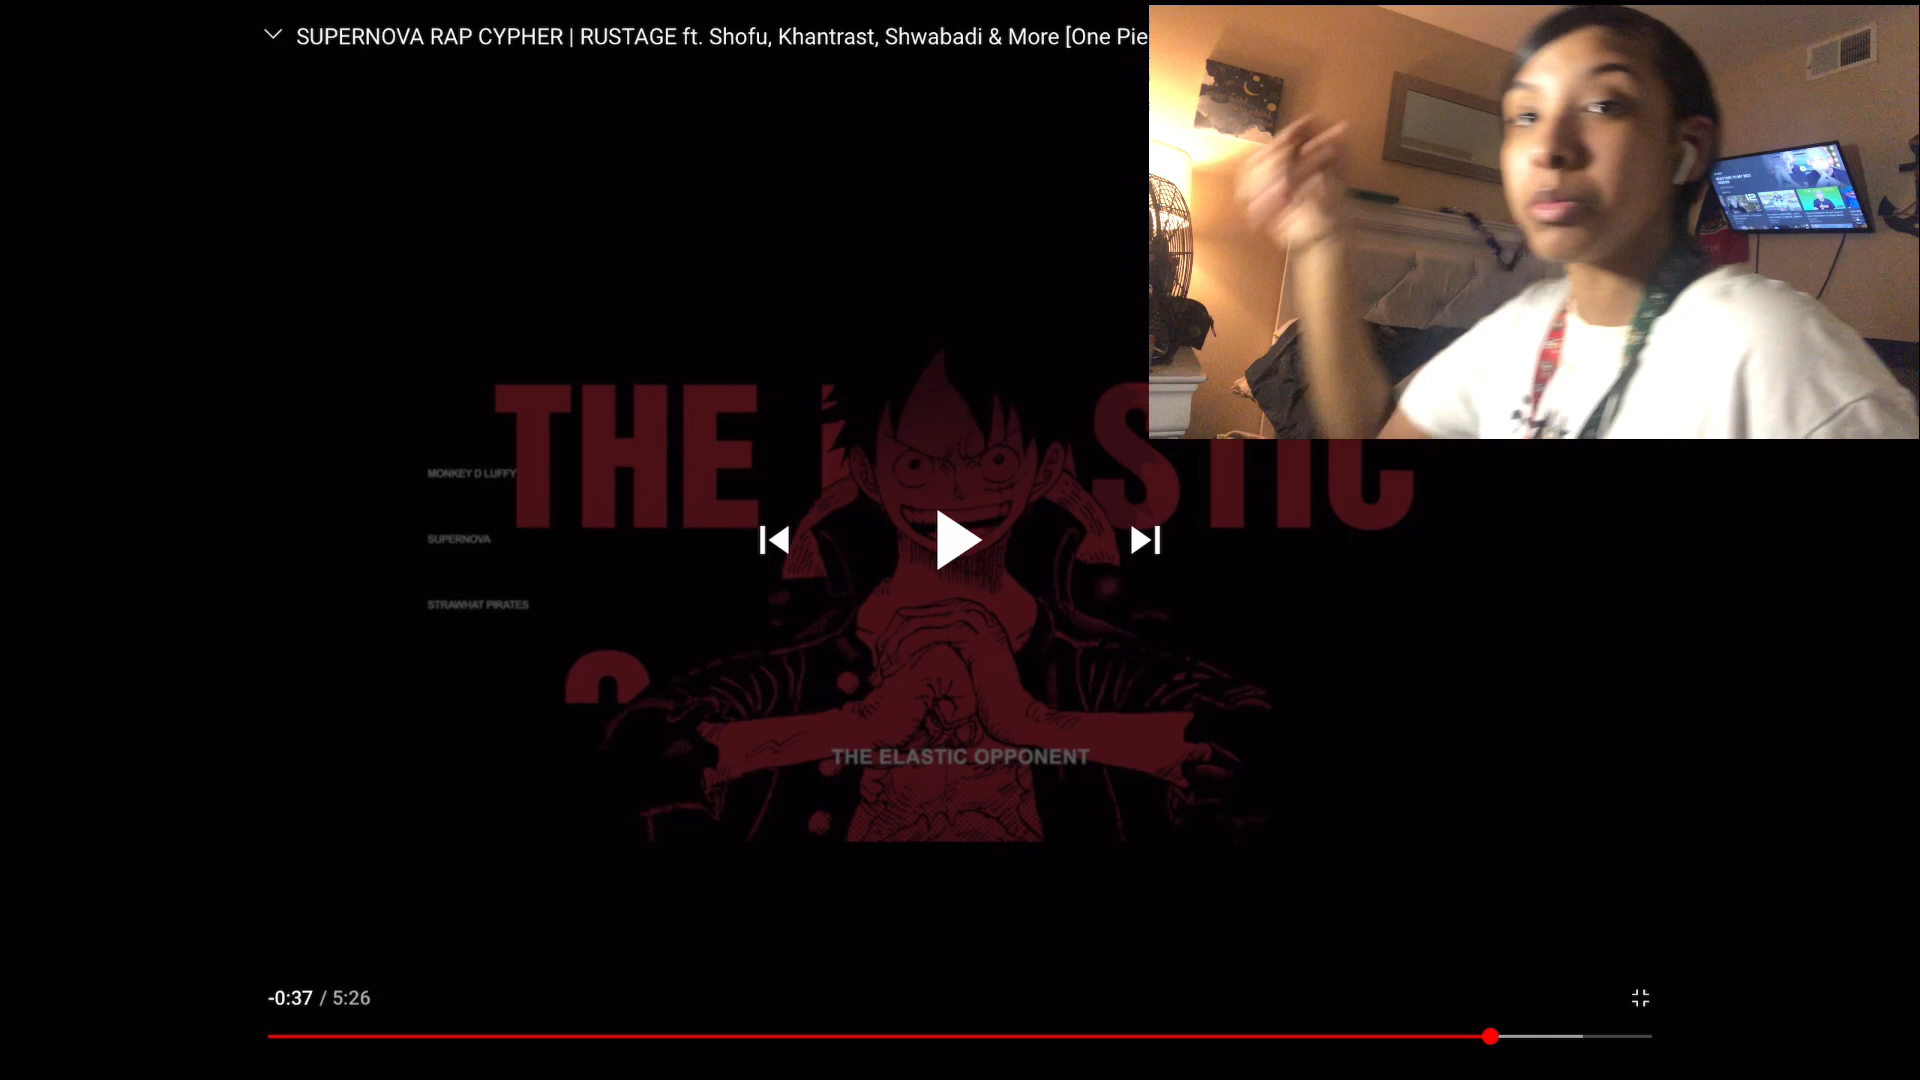 SUPERNOVA RAP CYPHER | RUSTAGE ft. Shofu, Khantrast, Shwabadi & More [One Pie
THE E STIC
MONKEY D LUFFY
SUPERNOVA
STRAWHAT PIRATES
THE ELASTIC OPPONENT
-0:37 / 5:26